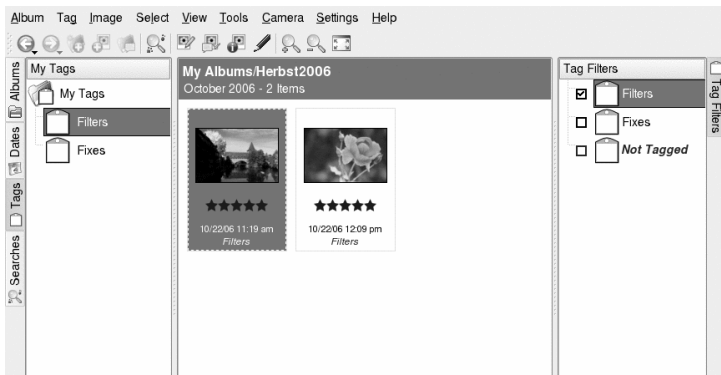 Album Tag Image Select View Tools Camera Settings Help
Albums
Dates
Tags
Searches
My Tags
My Tags
Filters
Fixes
My Albums/Herbst2006
October 2006 - 2 Items
10/22/06 11:19 am
Filters
10/22/06 12:09 pm
Filters
Tag Filters
Filters
Fixes
Not Tagged
Tag Filters